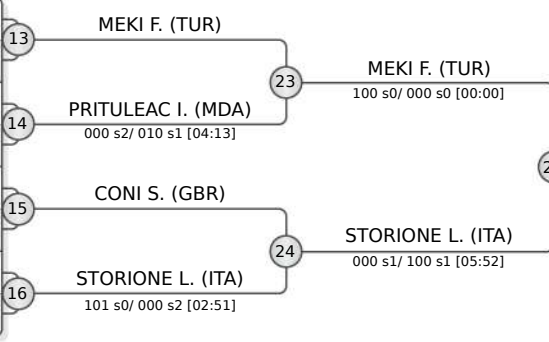 13
MEKI F. (TUR)
23
MEKI F. (TUR)
100 s0/ 000 s0 [00:00]
14
PRITULEAC I. (MDA)
000 s2/ 010 s1 [04:13]
15
CONI S. (GBR)
24
STORIONE L. (ITA)
000 s1/ 100 s1 [05:52]
16
STORIONE L. (ITA)
101 s0/ 000 s2 [02:51]